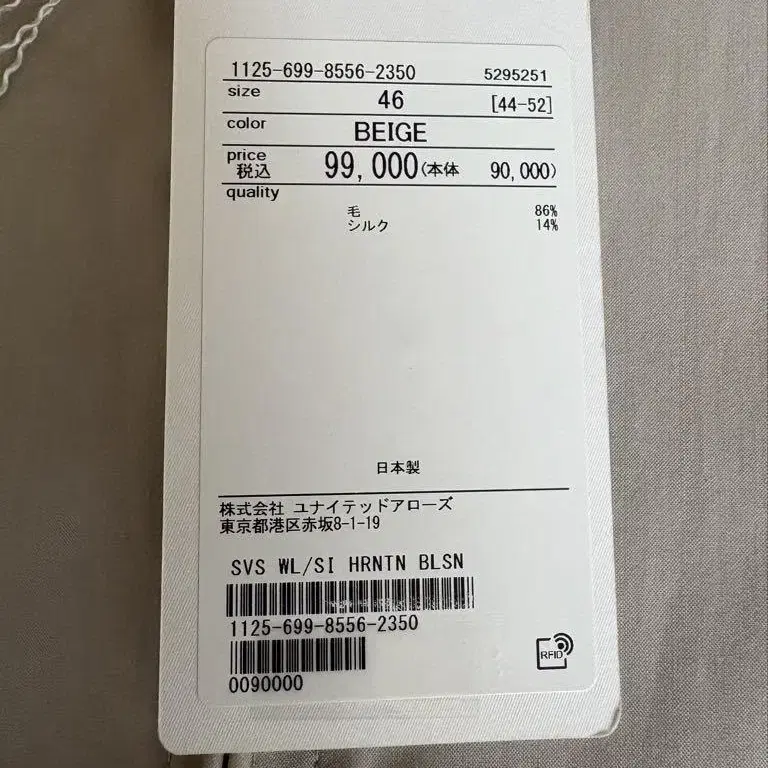 1125-699-8556-2350 5295251
size 46 [44-52]
color BEIGE
price 税込 99,000(本体 90,000)
quality
毛 86%
シルク 14%
日本製
株式会社 ユナイテッドアローズ
東京都港区赤坂8-1-19
SVS WL/SI HRNTN BLSN
1125-699-8556-2350
RFID
0090000